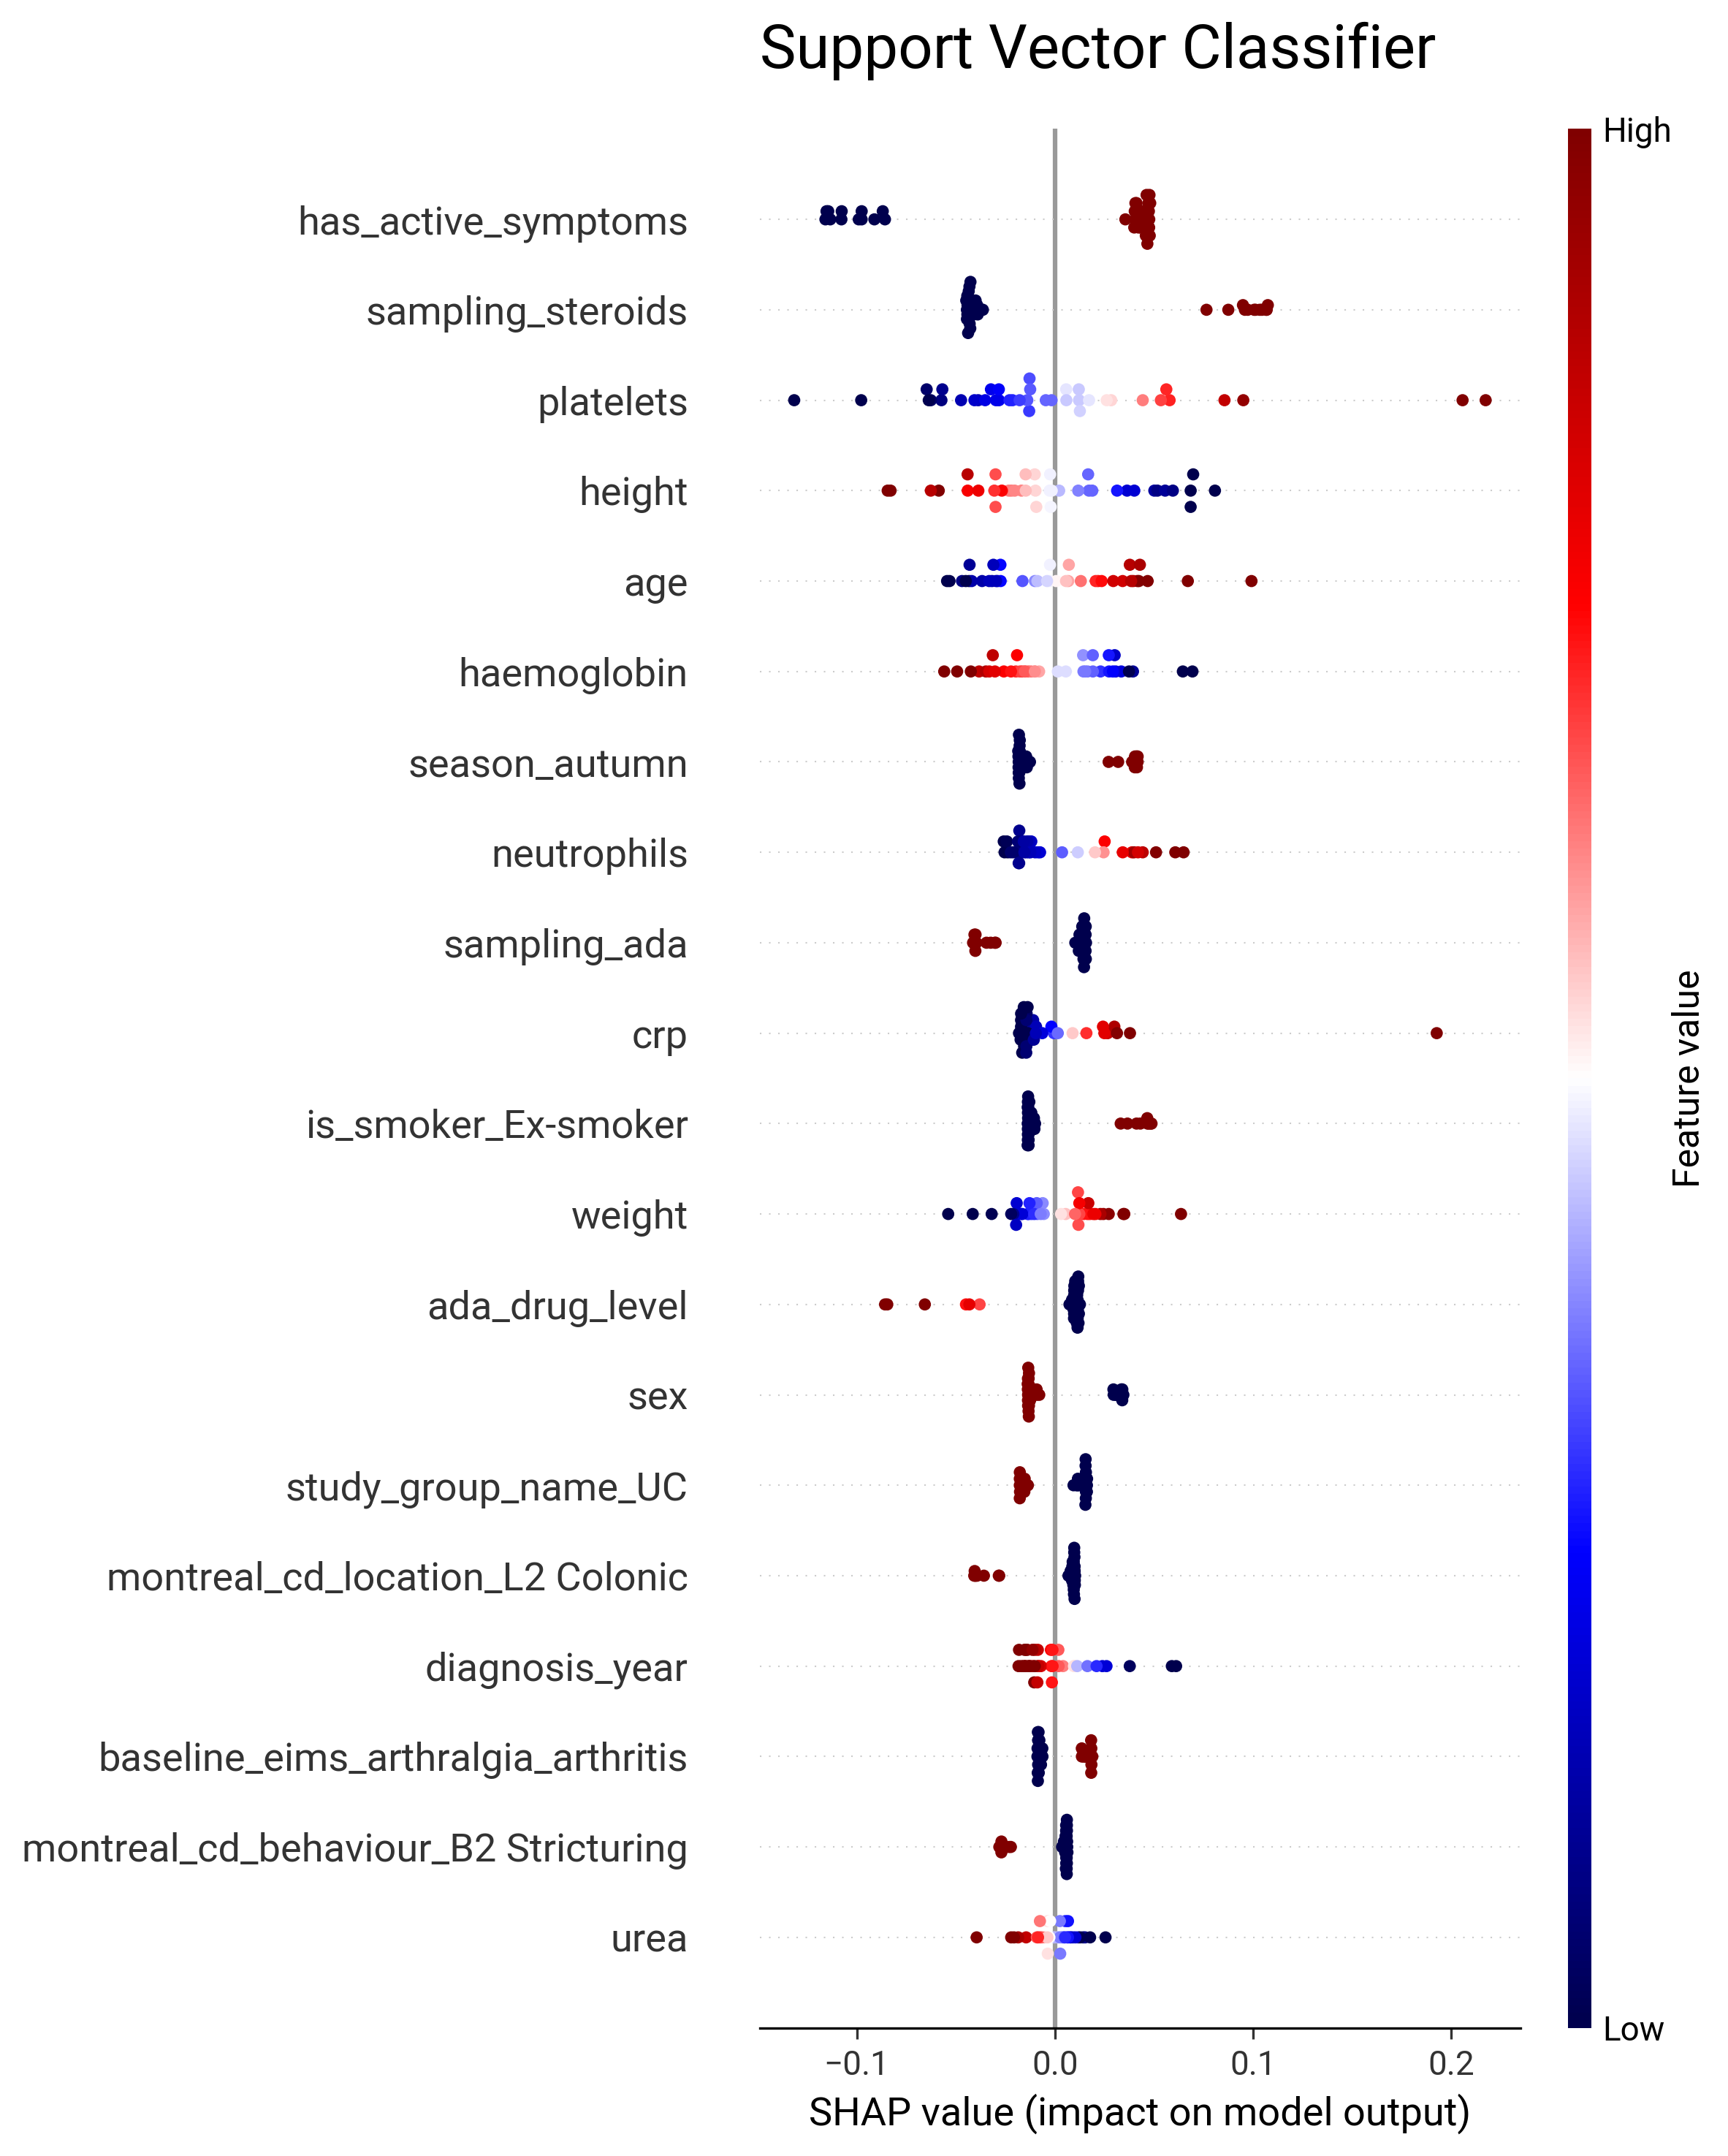 Support Vector Classifier
High
has_active_symptoms
sampling_steroids
platelets
height
age
haemoglobin
season_autumn
neutrophils
sampling_ada
crp
is_smoker_Ex-smoker
weight
ada_drug_level
sex
study_group_name_UC
montreal_cd_location_L2 Colonic
diagnosis_year
baseline_eims_arthralgia_arthritis
montreal_cd_behaviour_B2 Stricturing
urea
Feature value
Low
−0.1 0.0 0.1 0.2
SHAP value (impact on model output)